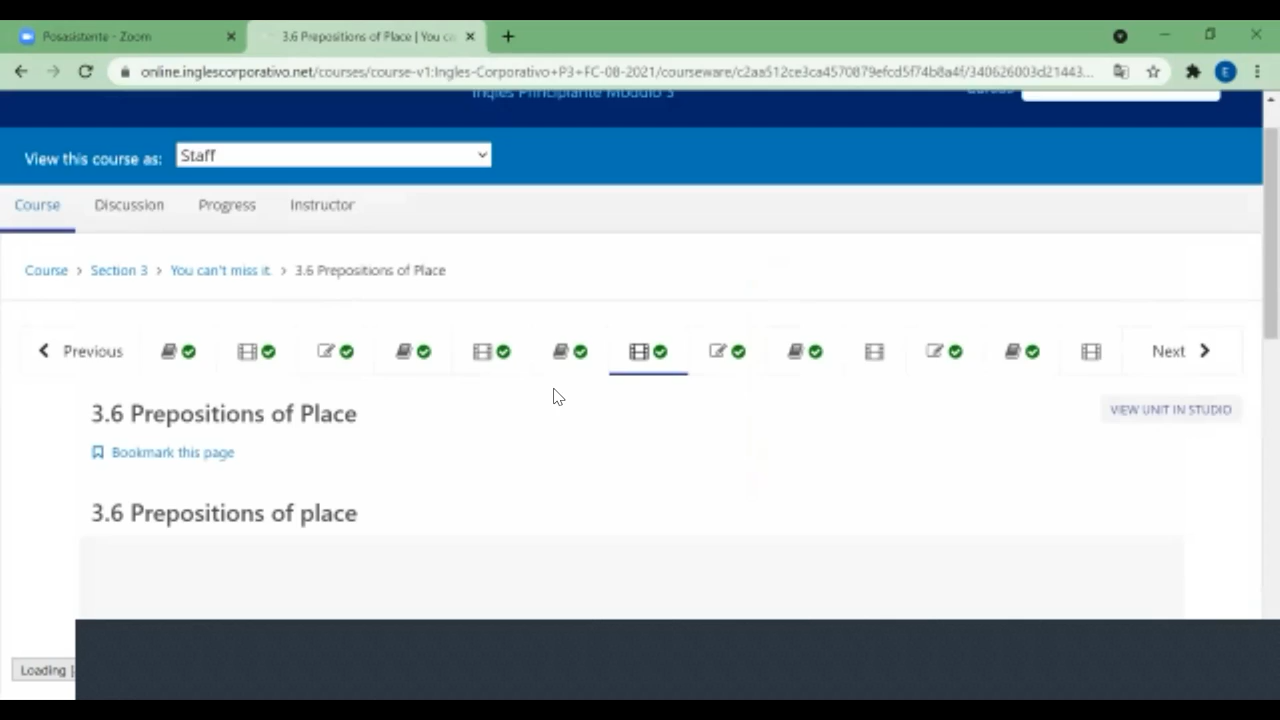 Posasistente - Zoom
3.6 Prepositions of Place | You ca
online.inglescorporativo.net/courses/course-v1:Ingles-Corporativo+P3+FC-08-2021/courseware/c2aa512ce3ca4570879efcd5f74b8a4f/340626003d21443...
E
Ingles Principiante Modulo 3
View this course as:
Staff
Course Discussion Progress Instructor
Course > Section 3 > You can't miss it. > 3.6 Prepositions of Place
Previous
Next
3.6 Prepositions of Place
VIEW UNIT IN STUDIO
Bookmark this page
3.6 Prepositions of place
Loading